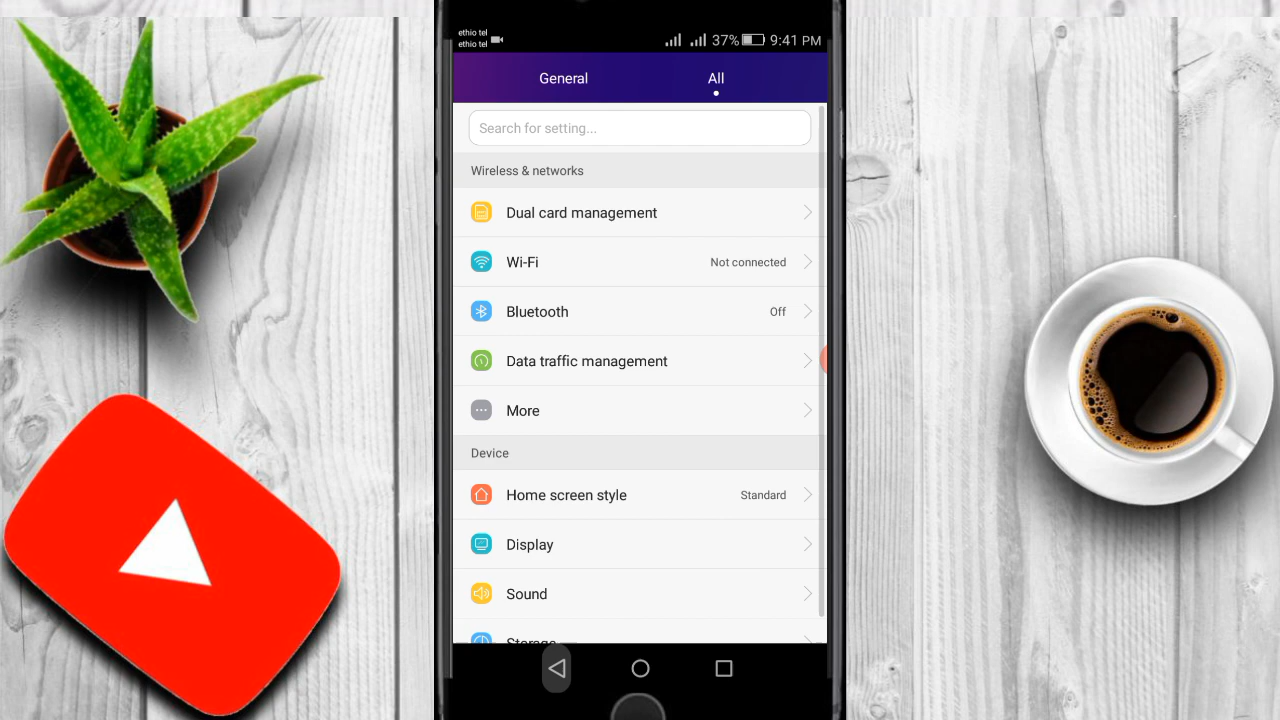 ethio tel
ethio tel
37% 9:41 PM
General All
Search for setting...
Wireless & networks
Dual card management
Wi-Fi Not connected
Bluetooth Off
Data traffic management
More
Device
Home screen style Standard
Display
Sound
Storage